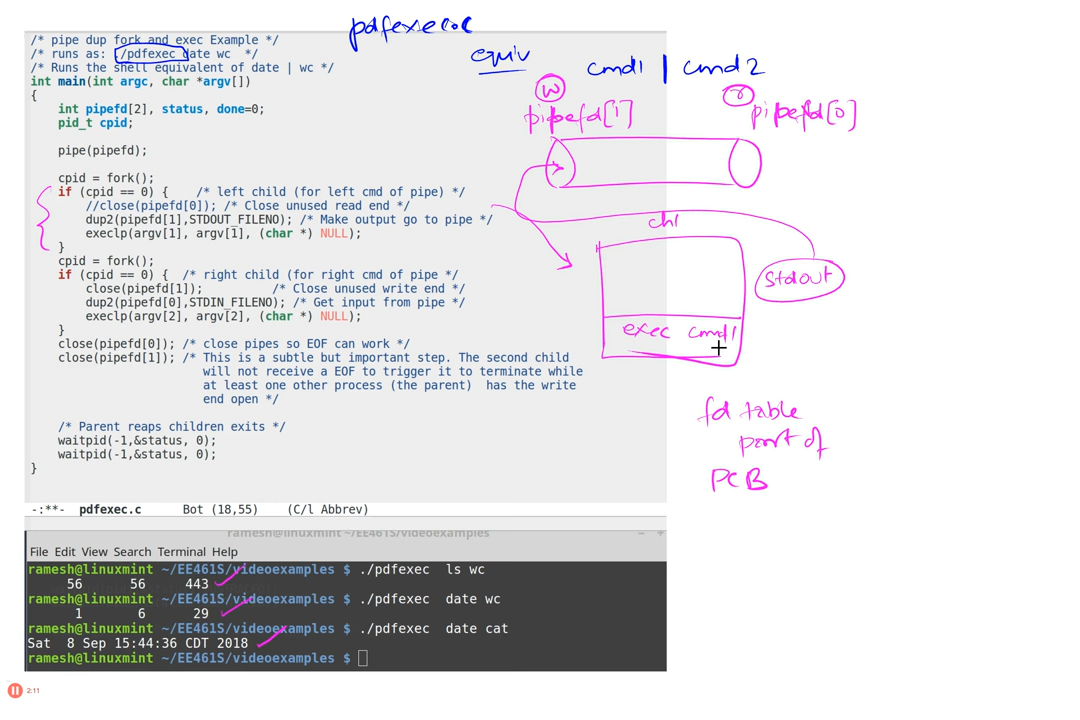 pdfexec.c
/* pipe dup fork and exec Example */
/* runs as: ./pdfexec date wc */
/* Runs the shell equivalent of date | wc */
int main(int argc, char *argv[])
{
int pipefd[2], status, done=0;
pid_t cpid;
pipe(pipefd);
cpid = fork();
if (cpid == 0) { /* left child (for left cmd of pipe) */
//close(pipefd[0]); /* Close unused read end */
dup2(pipefd[1],STDOUT_FILENO); /* Make output go to pipe */
execlp(argv[1], argv[1], (char *) NULL);
}
cpid = fork();
if (cpid == 0) { /* right child (for right cmd of pipe */
close(pipefd[1]); /* Close unused write end */
dup2(pipefd[0],STDIN_FILENO); /* Get input from pipe */
execlp(argv[2], argv[2], (char *) NULL);
}
close(pipefd[0]); /* close pipes so EOF can work */
close(pipefd[1]); /* This is a subtle but important step. The second child
will not receive a EOF to trigger it to terminate while
at least one other process (the parent) has the write
end open */
/* Parent reaps children exits */
waitpid(-1,&status, 0);
waitpid(-1,&status, 0);
}
-:**- pdfexec.c Bot (18,55) (C/l Abbrev)
equiv
cmd1 | cmd2
w
r
pipefd[1]
pipefd[0]
ch1
stdout
exec cmd1
fd table
part of
PCB
ramesh@linuxmint ~/EE461S/videoexamples
File Edit View Search Terminal Help
ramesh@linuxmint ~/EE461S/videoexamples $ ./pdfexec ls wc
56 56 443
ramesh@linuxmint ~/EE461S/videoexamples $ ./pdfexec date wc
1 6 29
ramesh@linuxmint ~/EE461S/videoexamples $ ./pdfexec date cat
Sat 8 Sep 15:44:36 CDT 2018
ramesh@linuxmint ~/EE461S/videoexamples $
2:11